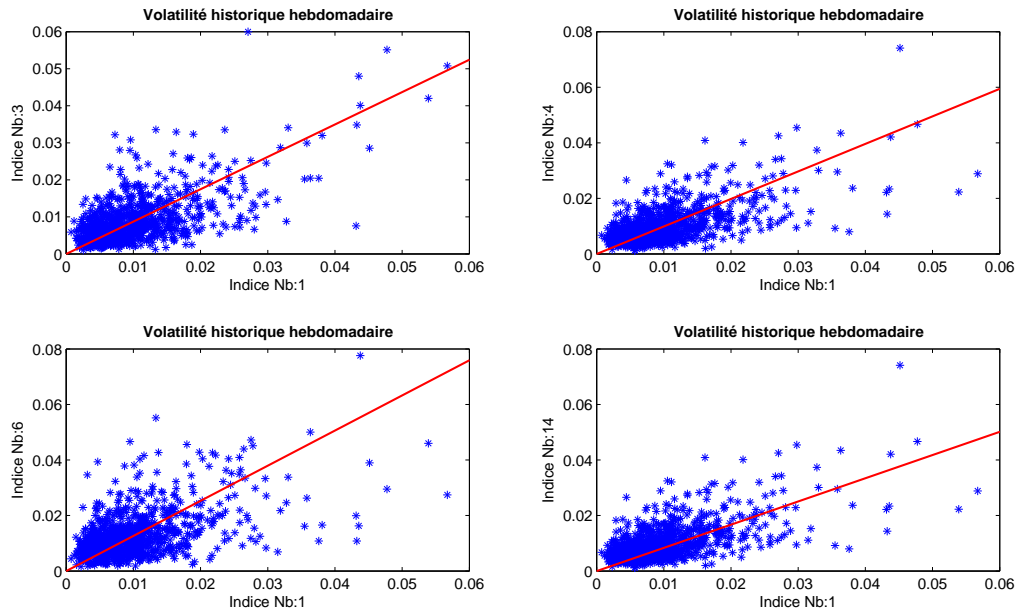 Volatilité historique hebdomadaire
0.06
0.05
0.04
0.03
0.02
0.01
0
Indice Nb:3
0 0.01 0.02 0.03 0.04 0.05 0.06
Indice Nb:1
Volatilité historique hebdomadaire
0.08
0.06
0.04
0.02
0
Indice Nb:4
0 0.01 0.02 0.03 0.04 0.05 0.06
Indice Nb:1
Volatilité historique hebdomadaire
0.08
0.06
0.04
0.02
0
Indice Nb:6
0 0.01 0.02 0.03 0.04 0.05 0.06
Indice Nb:1
Volatilité historique hebdomadaire
0.08
0.06
0.04
0.02
0
Indice Nb:14
0 0.01 0.02 0.03 0.04 0.05 0.06
Indice Nb:1